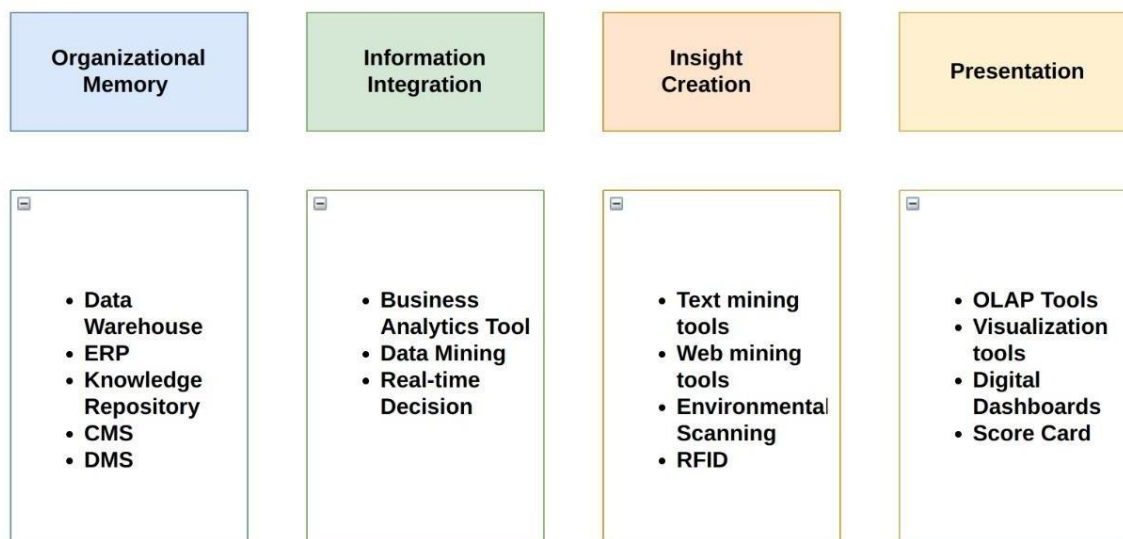 Organizational
Memory
Information
Integration
Insight
Creation
Presentation
• Data
Warehouse
• ERP
• Knowledge
Repository
• CMS
• DMS
• Business
Analytics Tool
• Data Mining
• Real-time
Decision
• Text mining
tools
• Web mining
tools
• Environmental
Scanning
• RFID
• OLAP Tools
• Visualization
tools
• Digital
Dashboards
• Score Card